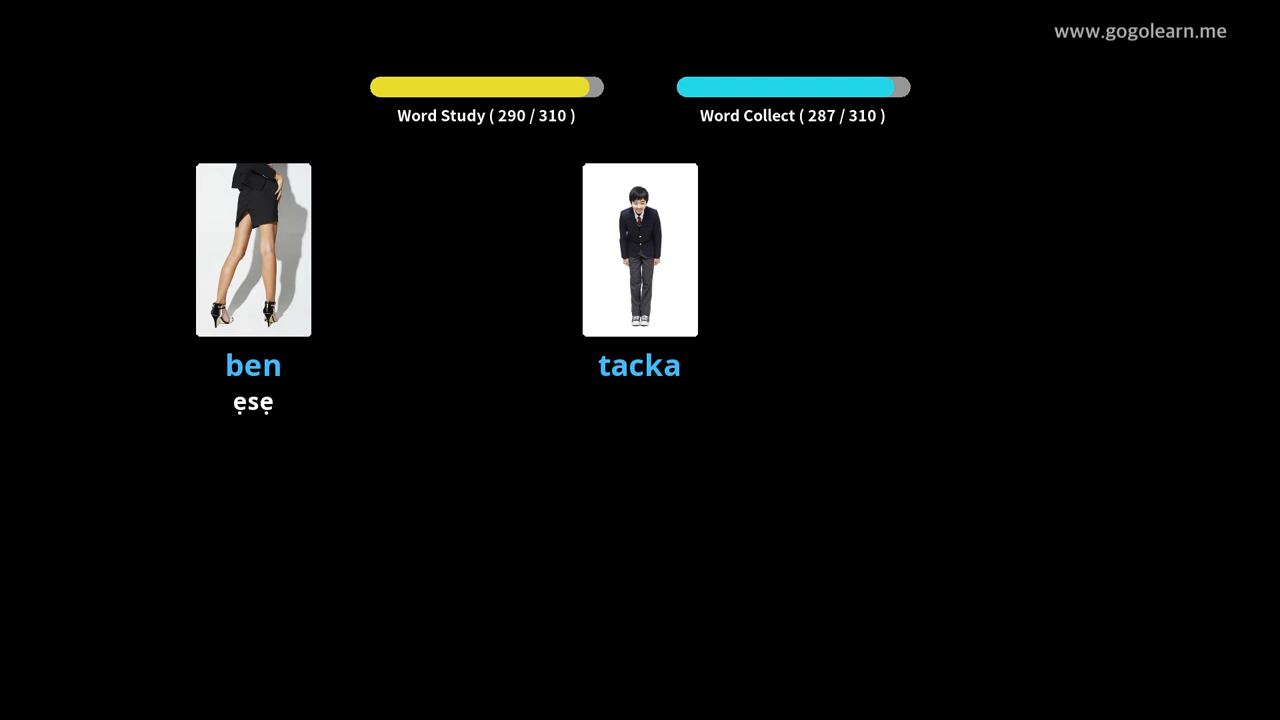 www.gogolearn.me
Word Study ( 290 / 310 )
Word Collect ( 287 / 310 )
ben
tacka
ẹsẹ